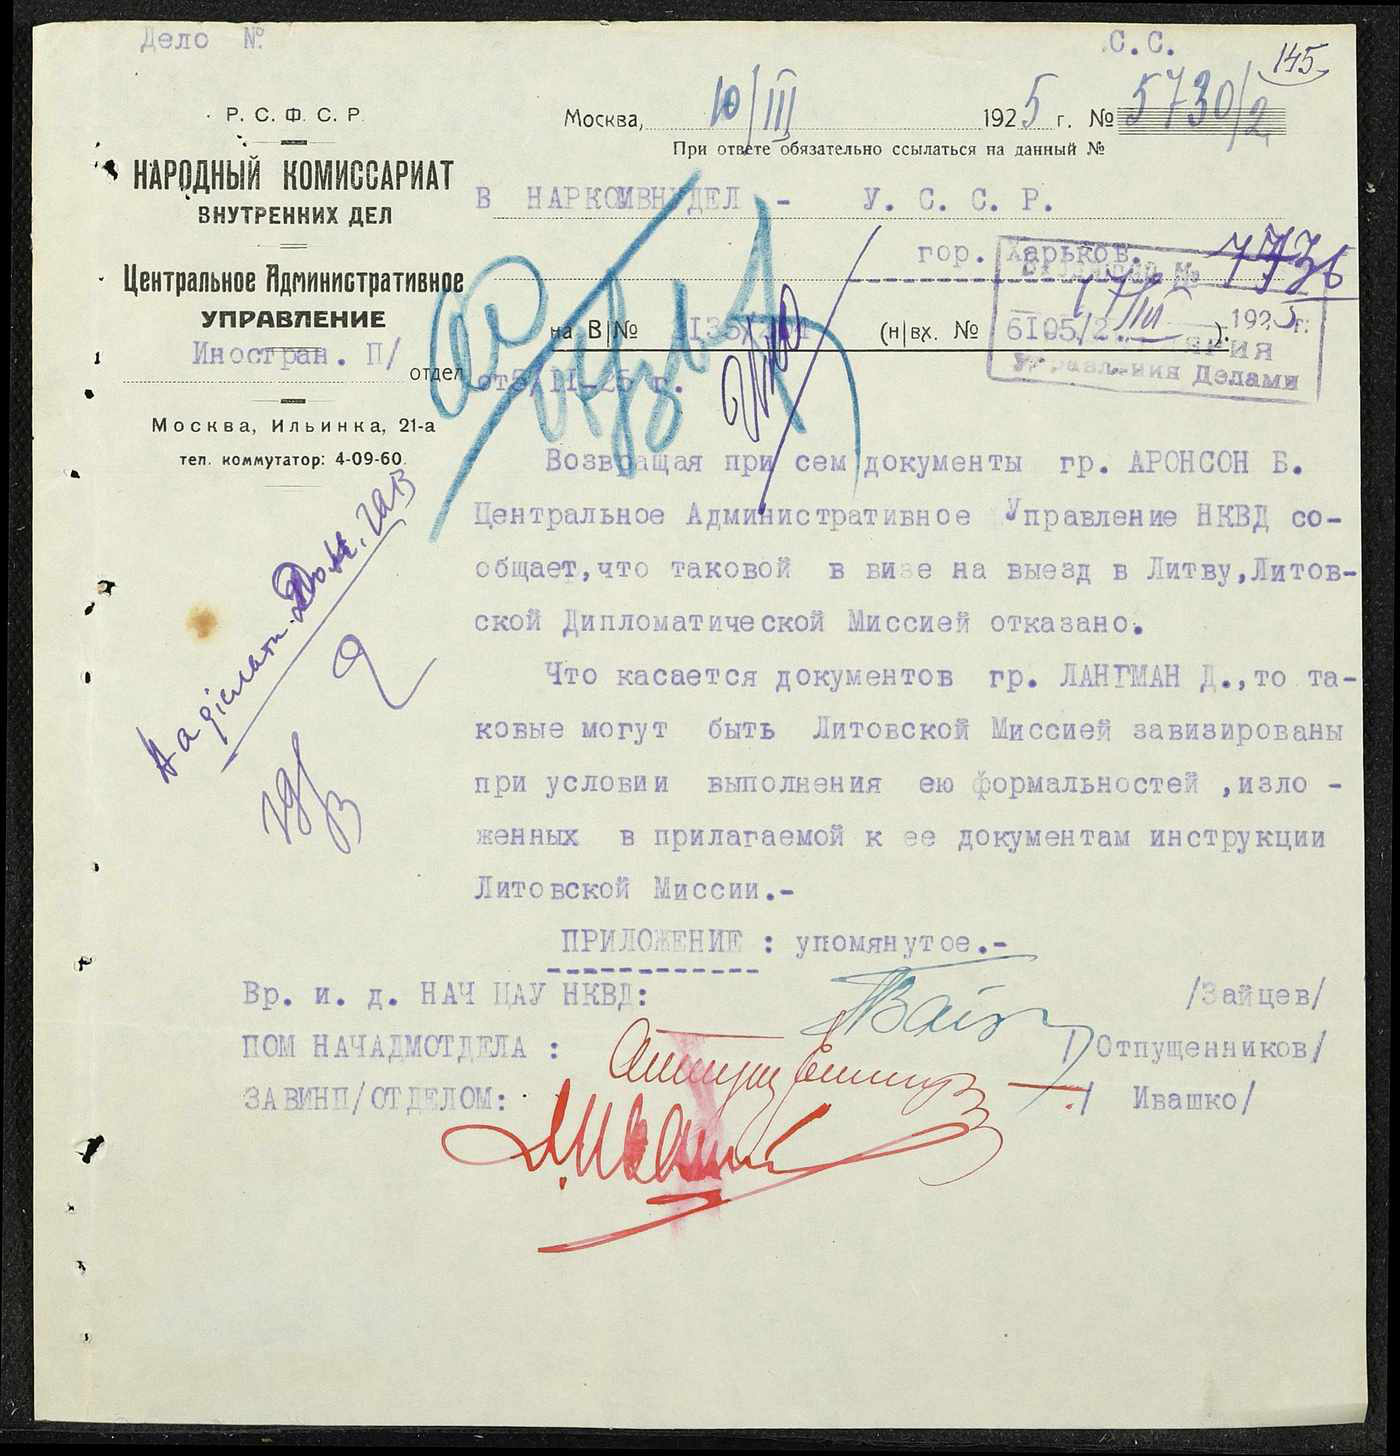 Дело №
С.С.
145
Р. С. Ф. С. Р.
НАРОДНЫЙ КОМИССАРИАТ
ВНУТРЕННИХ ДЕЛ
Центральное Административное
УПРАВЛЕНИЕ
Иностран. П/
отдел
Москва, Ильинка, 21-а
тел. коммутатор: 4-09-60.
Москва, 10/III 1925 г. № 5730/2
При ответе обязательно ссылаться на данный №
В НАРКОМВНУДЕЛ - У. С. С. Р.
гор. Харьков.
на В/№ (н/вх. № 6105/2 ).
Входящий № 7736
17/III 1925 г.
Управления Делами
Надіслати
Возвращая при сем документы гр. АРОНСОН Б.
Центральное Административное Управление НКВД со-
общает,что таковой в визе на выезд в Литву,Литов-
ской Дипломатической Миссией отказано.
Что касается документов гр. ЛАНГМАН Д.,то та-
ковые могут быть Литовской Миссией завизированы
при условии выполнения ею формальностей ,изло -
женных в прилагаемой к ее документам инструкции
Литовской Миссии.-
ПРИЛОЖЕНИЕ : упомянутое.-
Вр. и. д. НАЧ ЦАУ НКВД: /Зайцев/
ПОМ НАЧАДМОТДЕЛА : /Отпущенников/
ЗАВИНП/ОТДЕЛОМ: / Ивашко/